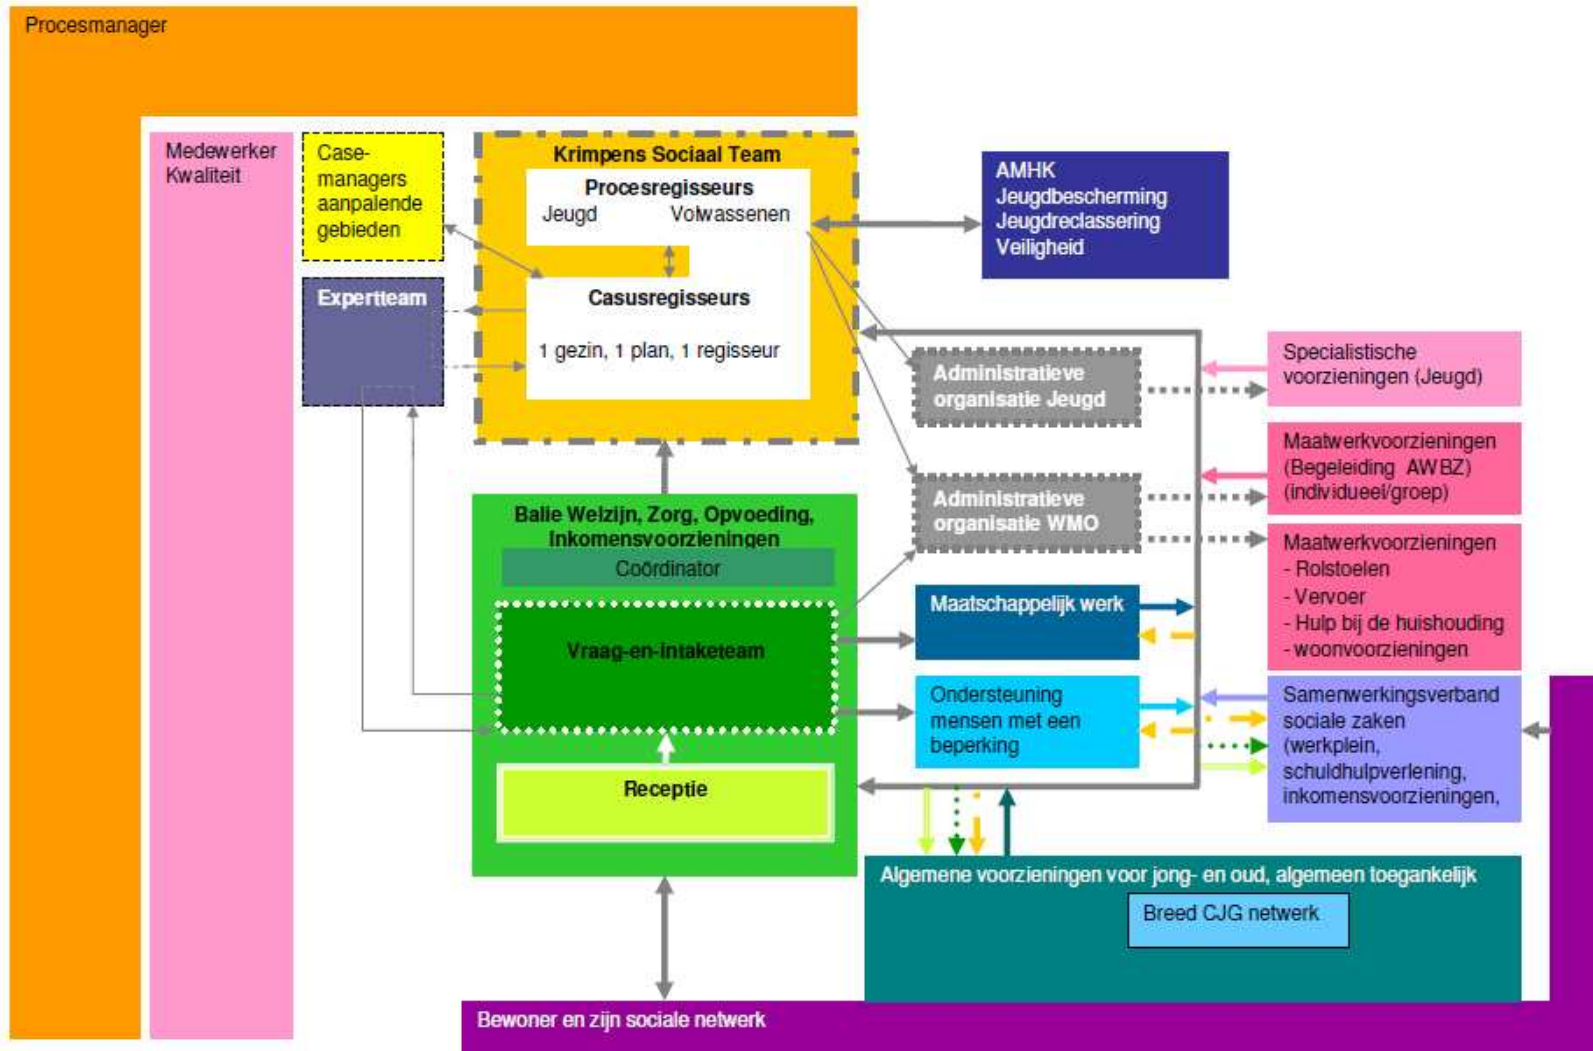 Procesmanager
Medewerker
Kwaliteit
Case-
managers
aanpalende
gebieden
Expertteam
Krimpens Sociaal Team
Procesregisseurs
Jeugd Volwassenen
Casusregisseurs
1 gezin, 1 plan, 1 regisseur
AMHK
Jeugdbescherming
Jeugdreclassering
Veiligheid
Administratieve
organisatie Jeugd
Administratieve
organisatie WMO
Specialistische
voorzieningen (Jeugd)
Maatwerkvoorzieningen
(Begeleiding AWBZ)
(individueel/groep)
Maatwerkvoorzieningen
- Rolstoelen
- Vervoer
- Hulp bij de huishouding
- woonvoorzieningen
Balie Welzijn, Zorg, Opvoeding,
Inkomensvoorzieningen
Coördinator
Vraag-en-intaketeam
Receptie
Maatschappelijk werk
Ondersteuning
mensen met een
beperking
Samenwerkingsverband
sociale zaken
(werkplein,
schuldhulpverlening,
inkomensvoorzieningen,
Algemene voorzieningen voor jong- en oud, algemeen toegankelijk
Breed CJG netwerk
Bewoner en zijn sociale netwerk